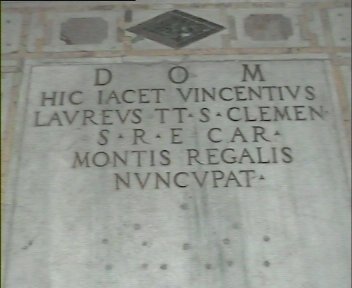 D O M
HIC IACET VINCENTIVS
LAVREVS TT·S·CLEMEN·
S·R·E CAR·
MONTIS REGALIS
NVNCVPAT·